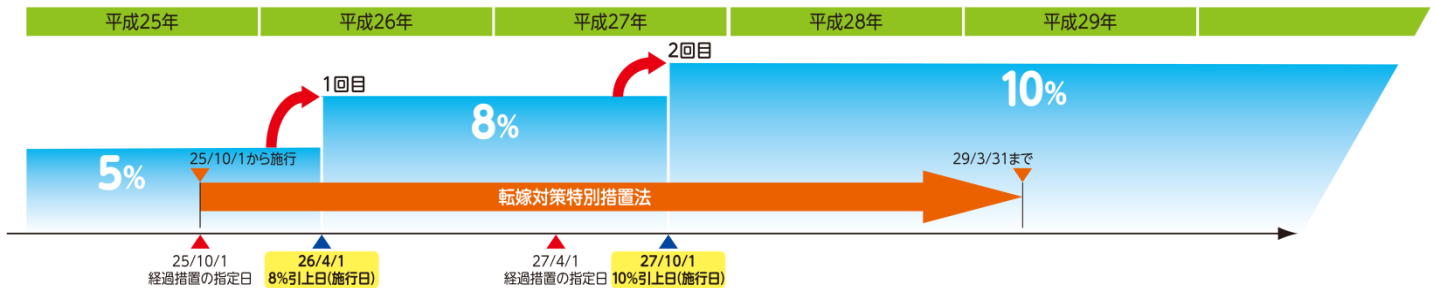 平成25年
平成26年
平成27年
平成28年
平成29年
2回目
1回目
10%
8%
5%
25/10/1から施行
29/3/31まで
転嫁対策特別措置法
25/10/1
経過措置の指定日
26/4/1
8%引上日(施行日)
27/4/1
経過措置の指定日
27/10/1
10%引上日(施行日)